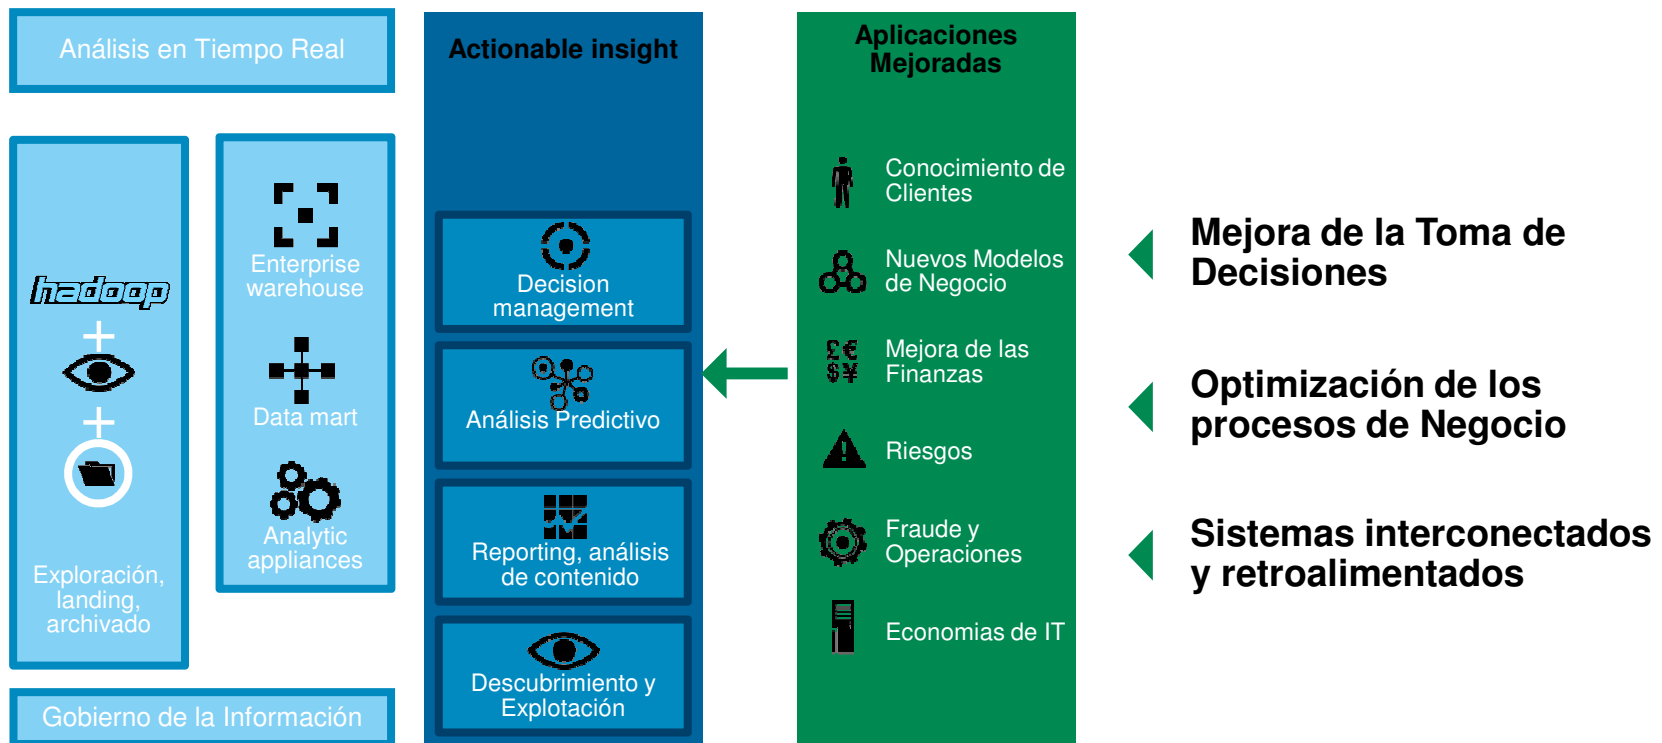 Análisis en Tiempo Real
hadoop
+
+
Exploración,
landing,
archivado
Enterprise
warehouse
Data mart
Analytic
appliances
Gobierno de la Información
Actionable insight
Decision
management
Análisis Predictivo
Reporting, análisis
de contenido
Descubrimiento y
Explotación
Aplicaciones
Mejoradas
Conocimiento de
Clientes
Nuevos Modelos
de Negocio
£€
$¥
Mejora de las
Finanzas
!
Riesgos
Fraude y
Operaciones
Economias de IT
Mejora de la Toma de
Decisiones
Optimización de los
procesos de Negocio
Sistemas interconectados
y retroalimentados